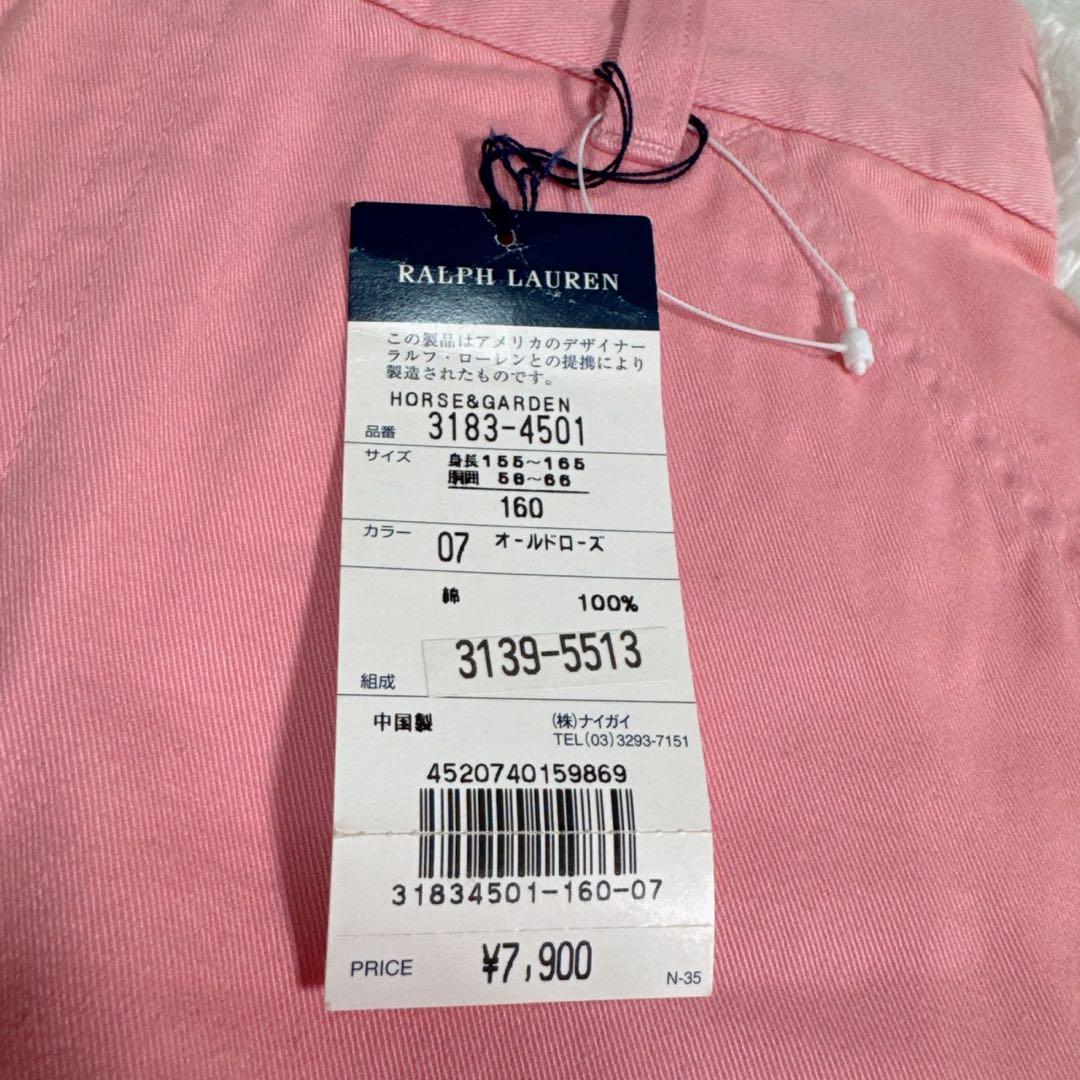 RALPH LAUREN
この製品はアメリカのデザイナー
ラルフ・ローレンとの提携により
製造されたものです。
HORSE&GARDEN
品番 3183-4501
サイズ 身長155〜165
胴囲 58〜66
160
カラー 07 オールドローズ
綿 100%
3139-5513
組成
中国製 (株)ナイガイ
TEL(03)3293-7151
4520740159869
31834501-160-07
PRICE ¥7,900 N-35